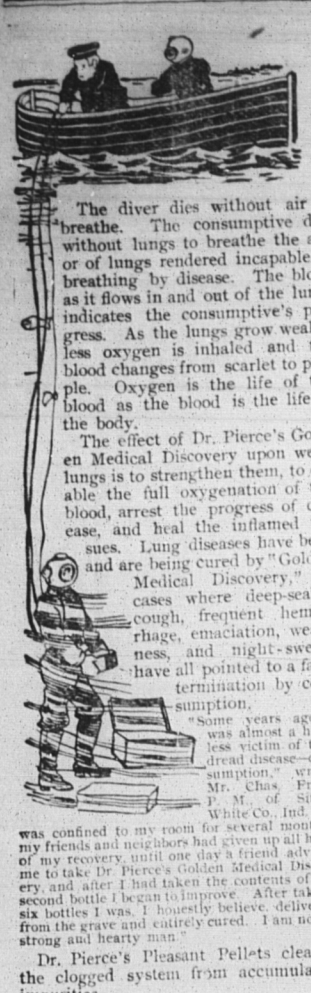 The diver dies without air
breathe. The consumptive d
without lungs to breathe the a
or of lungs rendered incapable
breathing by disease. The blo
as it flows in and out of the lun
indicates the consumptive's p
gress. As the lungs grow weal
less oxygen is inhaled and t
blood changes from scarlet to p
ple. Oxygen is the life of t
blood as the blood is the life
the body.
The effect of Dr. Pierce's Go
en Medical Discovery upon we
lungs is to strengthen them, to
able the full oxygenation of t
blood, arrest the progress of d
ease, and heal the inflamed
sues. Lung diseases have be
and are being cured by "Gold
Medical Discovery,"
cases where deep-sea
cough, frequent hem
rhage, emaciation, we
ness, and night-swe
have all pointed to a fa
termination by c
sumption.
"Some years ago
was almost a h
less victim of t
dread disease—c
sumption," wr
Mr. Chas. Fr
P. M., of Si
White Co., Ind.
was confined to my room for several mont
my friends and neighbors had given up all h
of my recovery, until one day a friend adv
me to take Dr. Pierce's Golden Medical Dis
ery, and after I had taken the contents of
second bottle I began to improve. After tak
six bottles I was, I honestly believe, delive
from the grave and entirely cured. I am no
strong and hearty man."
Dr. Pierce's Pleasant Pellets clea
the clogged system from accumula